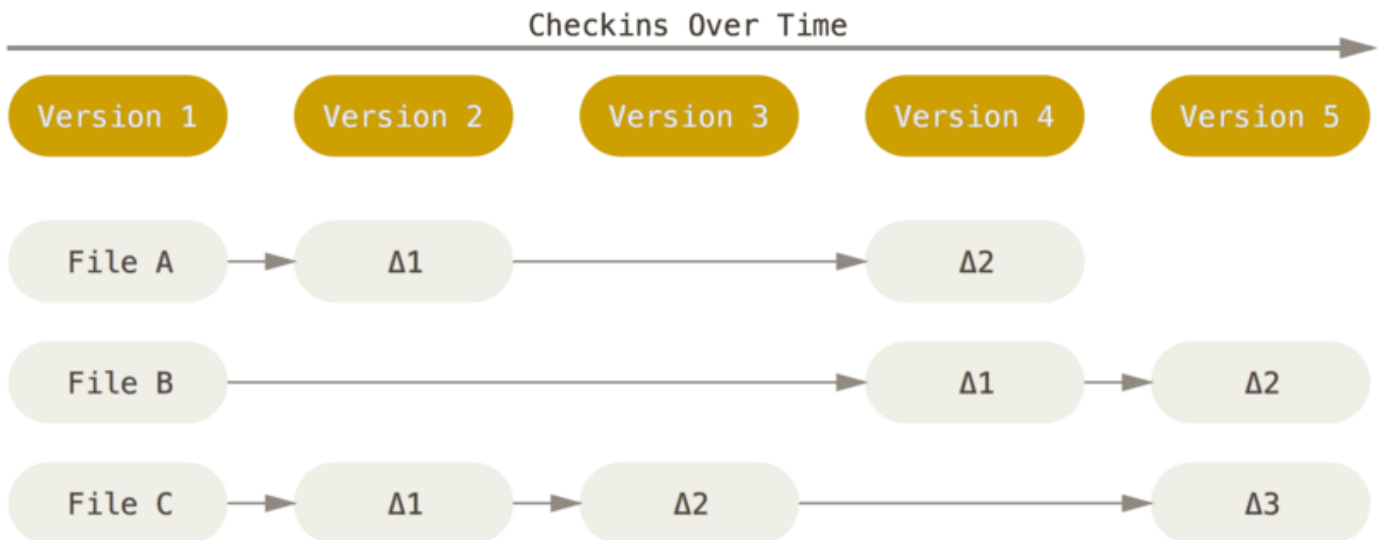 Checkins Over Time
Version 1 Version 2 Version 3 Version 4 Version 5
File A Δ1 Δ2
File B Δ1 Δ2
File C Δ1 Δ2 Δ3